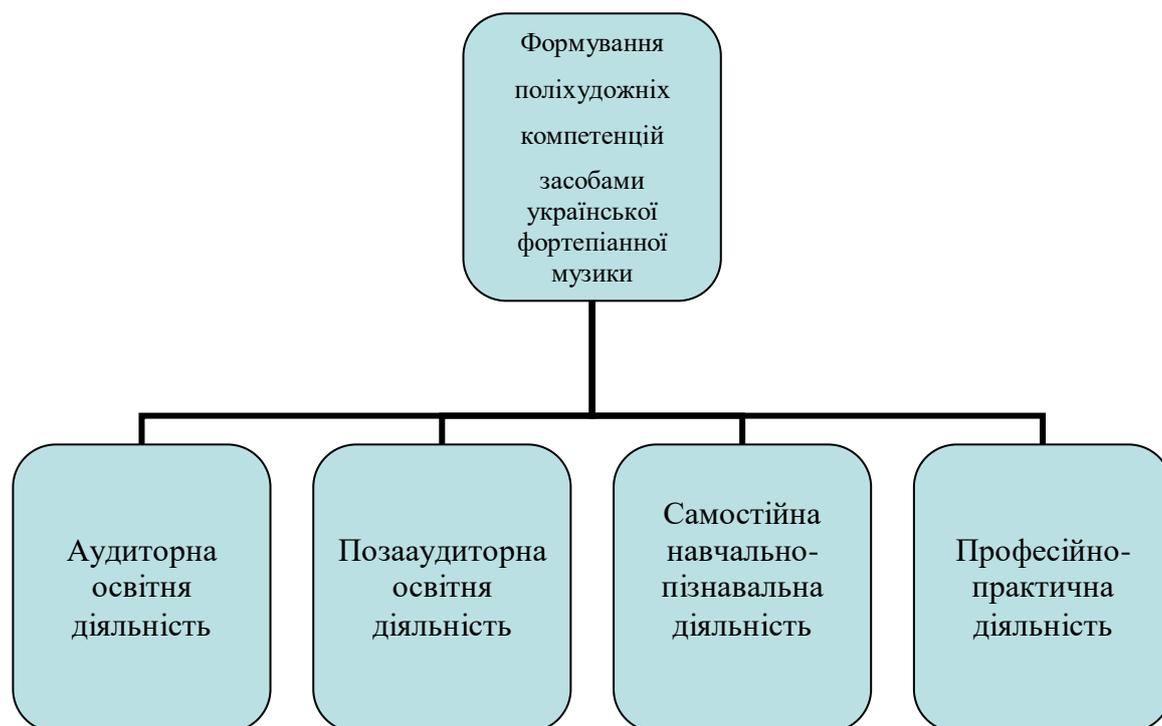 Формування
поліхудожніх
компетенцій
засобами
української
фортепіанної
музики
Аудиторна
освітня
діяльність
Позааудиторна
освітня
діяльність
Самостійна
навчально-
пізнавальна
діяльність
Професійно-
практична
діяльність